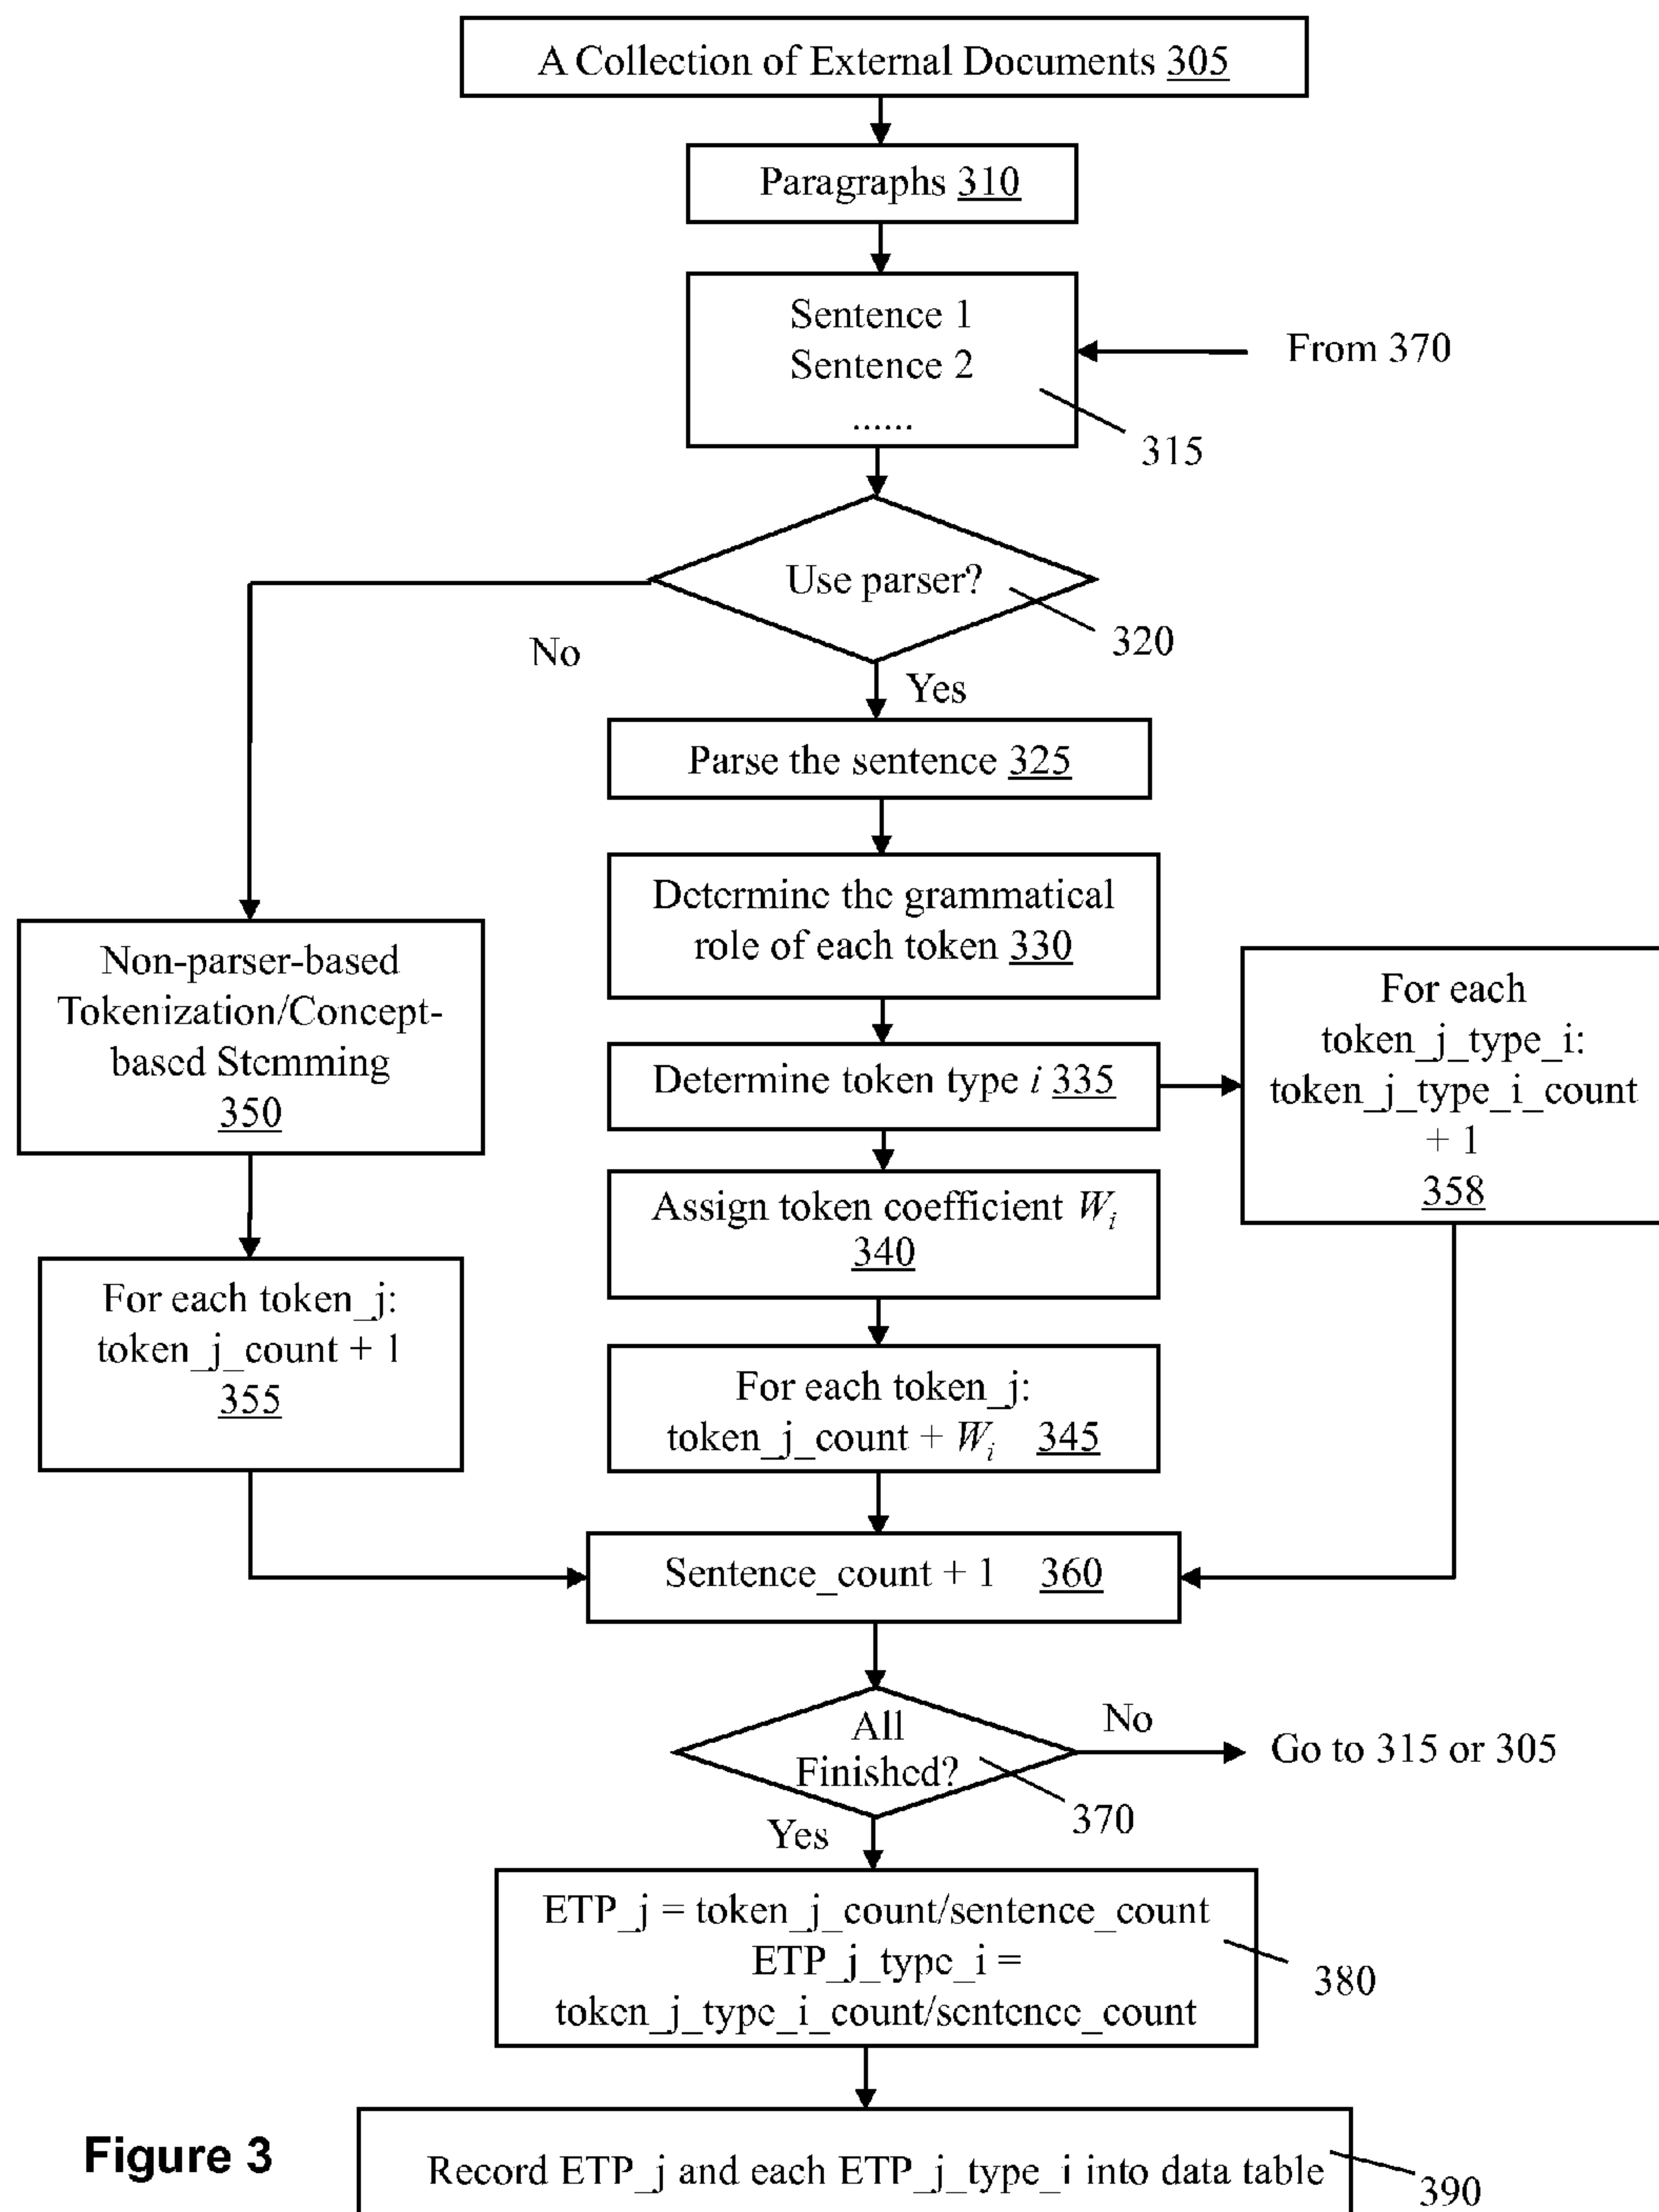 A Collection of External Documents 305
Paragraphs 310
Sentence 1
Sentence 2
......
From 370
315
Use parser?
320
No
Yes
Parse the sentence 325
Determine the grammatical
role of each token 330
Non-parser-based
Tokenization/Concept-
based Stemming
350
Determine token type i 335
For each
token_j_type_i:
token_j_type_i_count
+ 1
358
Assign token coefficient Wi
340
For each token_j:
token_j_count + 1
355
For each token_j:
token_j_count + Wi 345
Sentence_count + 1 360
All
Finished?
No
Go to 315 or 305
370
Yes
ETP_j = token_j_count/sentence_count
ETP_j_type_i =
token_j_type_i_count/sentence_count
380
Figure 3
Record ETP_j and each ETP_j_type_i into data table
390